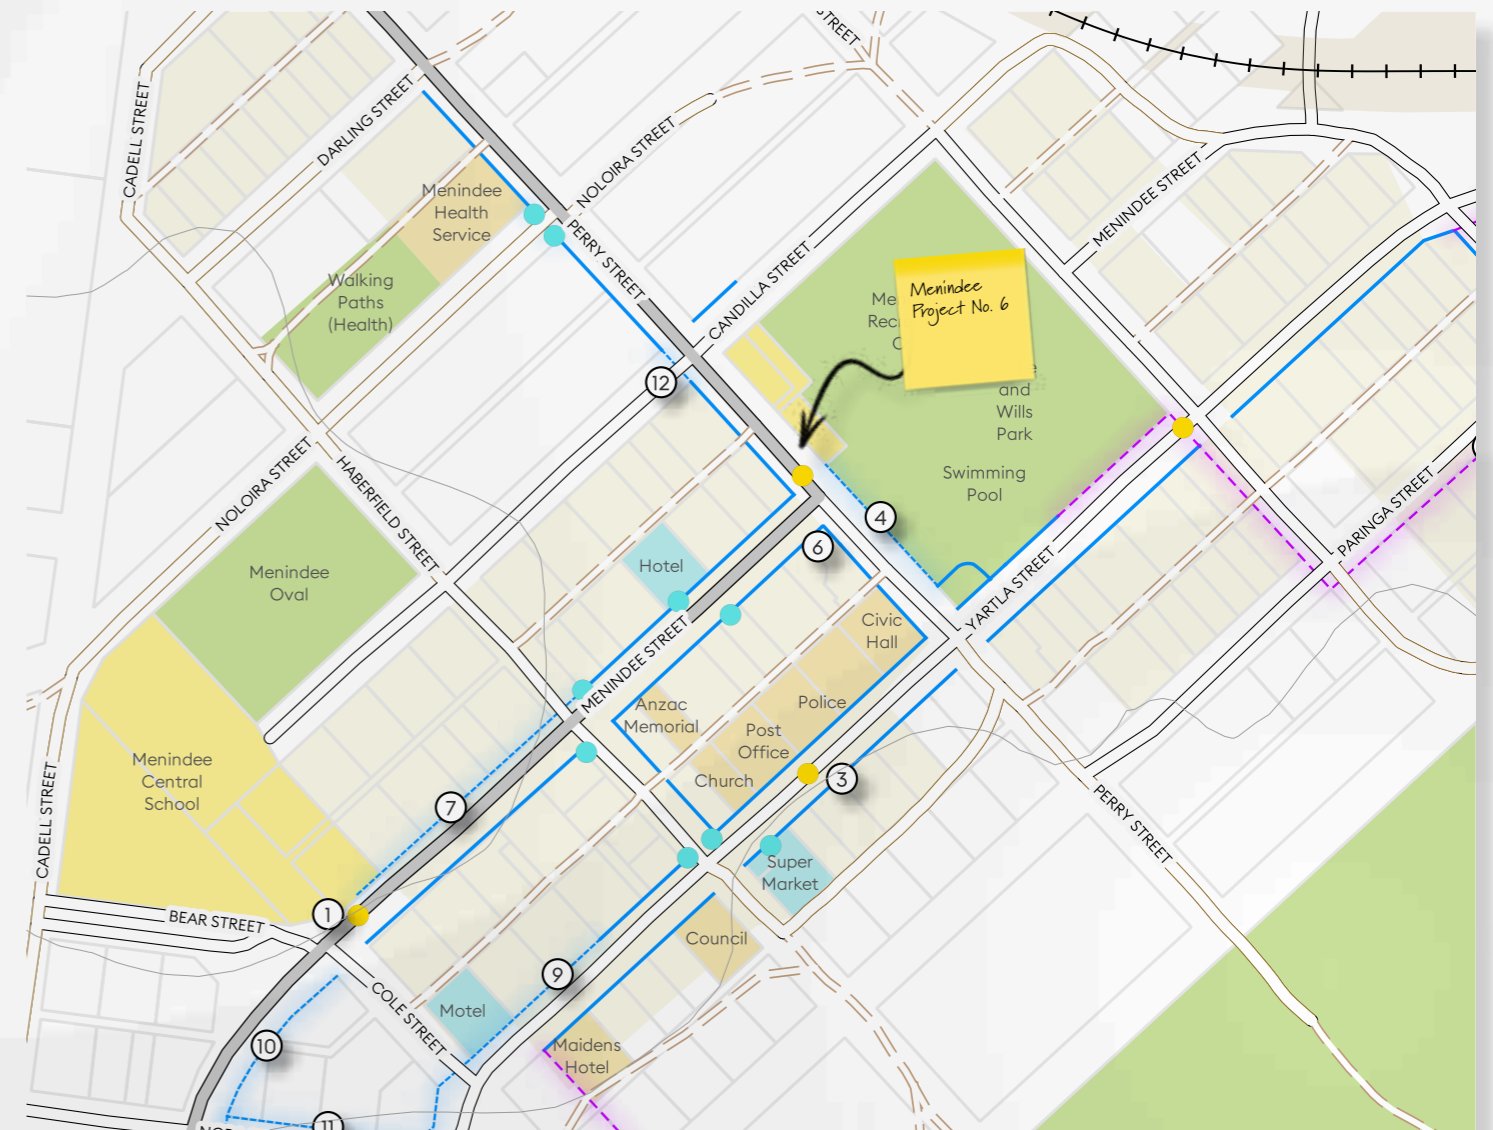 STREET
CADELL STREET
DARLING STREET
NOLOIRA STREET
Menindee
Health
Service
PERRY STREET
MENINDEE STREET
CANDILLA STREET
Walking
Paths
(Health)
Menindee
Project No. 6
and
Wills
Park
Swimming
Pool
12
4
6
NOLOIRA STREET
HABERFIELD STREET
PARINGA STREET
Hotel
Menindee
Oval
YARTLA STREET
Civic
Hall
MENINDEE STREET
Anzac
Memorial
Police
Post
Office
Church
3
Menindee
Central
School
CADELL STREET
7
PERRY STREET
Super
Market
1
BEAR STREET
Council
9
COLE STREET
Motel
10
Maidens
Hotel
11